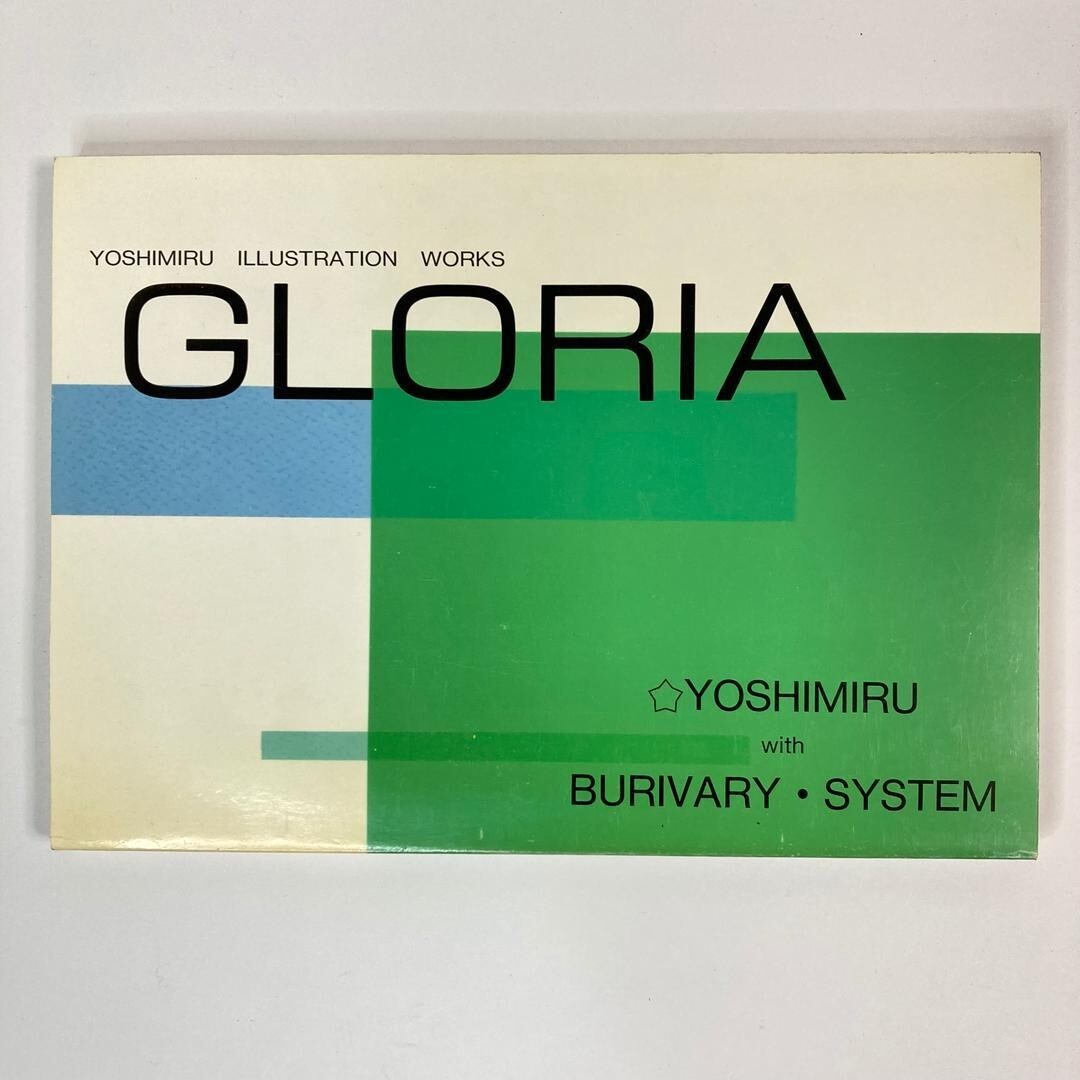 YOSHIMIRU ILLUSTRATION WORKS
GLORIA
☆YOSHIMIRU
with
BURIVARY・SYSTEM